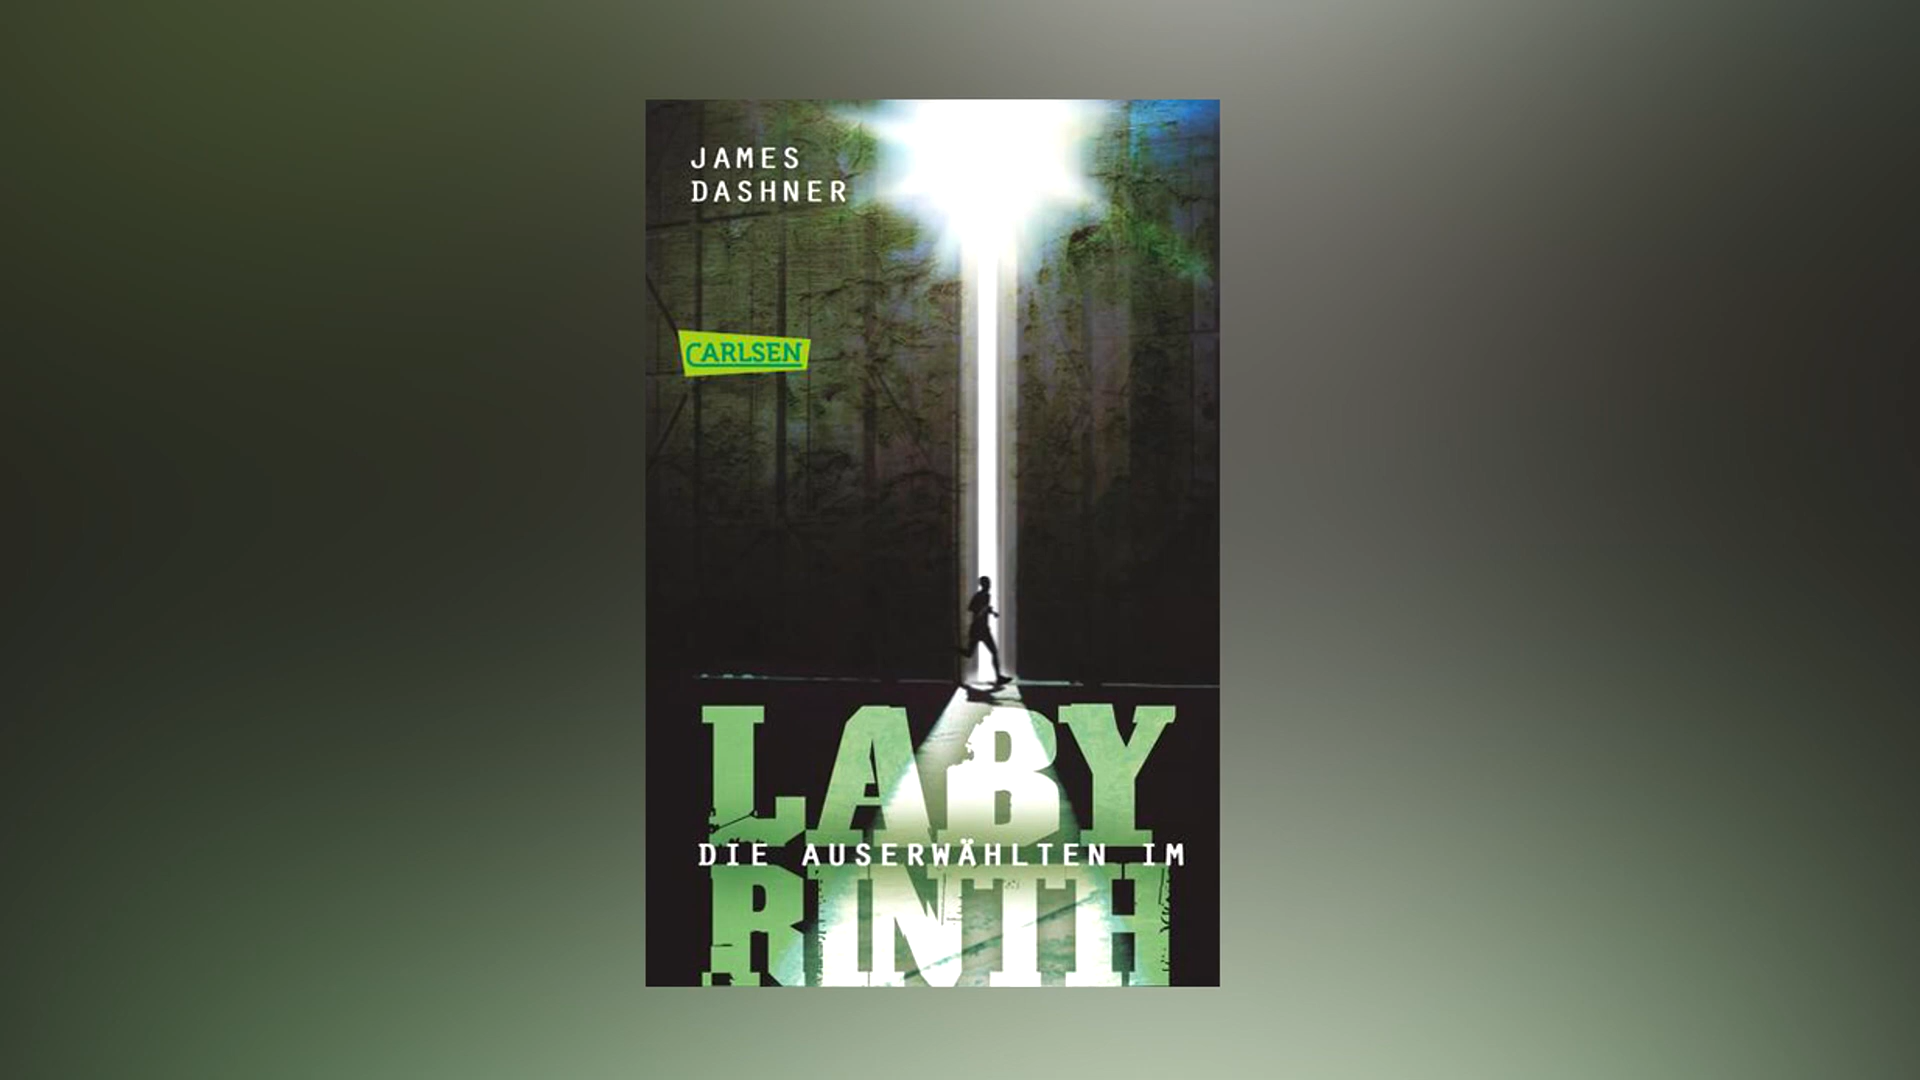 JAMES
DASHNER
CARLSEN
LABY
DIE AUSERWÄHLTEN IM
RINTH